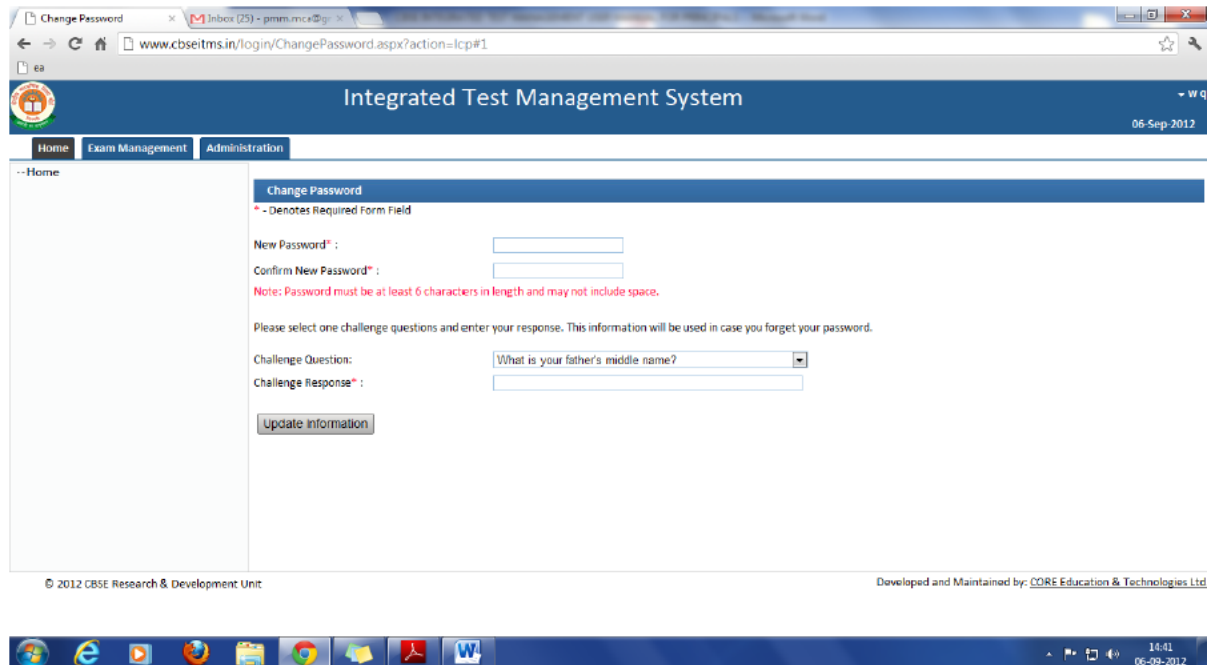 Change Password
Inbox (25) - pmm.mca@gr
www.cbseitms.in/login/ChangePassword.aspx?action=lcp#1
ea
Integrated Test Management System
w q
06-Sep-2012
Home Exam Management Administration
--Home
Change Password
* - Denotes Required Form Field
New Password* :
Confirm New Password* :
Note: Password must be at least 6 characters in length and may not include space.
Please select one challenge questions and enter your response. This information will be used in case you forget your password.
Challenge Question: What is your father's middle name?
Challenge Response* :
Update Information
© 2012 CBSE Research & Development Unit
Developed and Maintained by: CORE Education & Technologies Ltd
14:41
06-09-2012